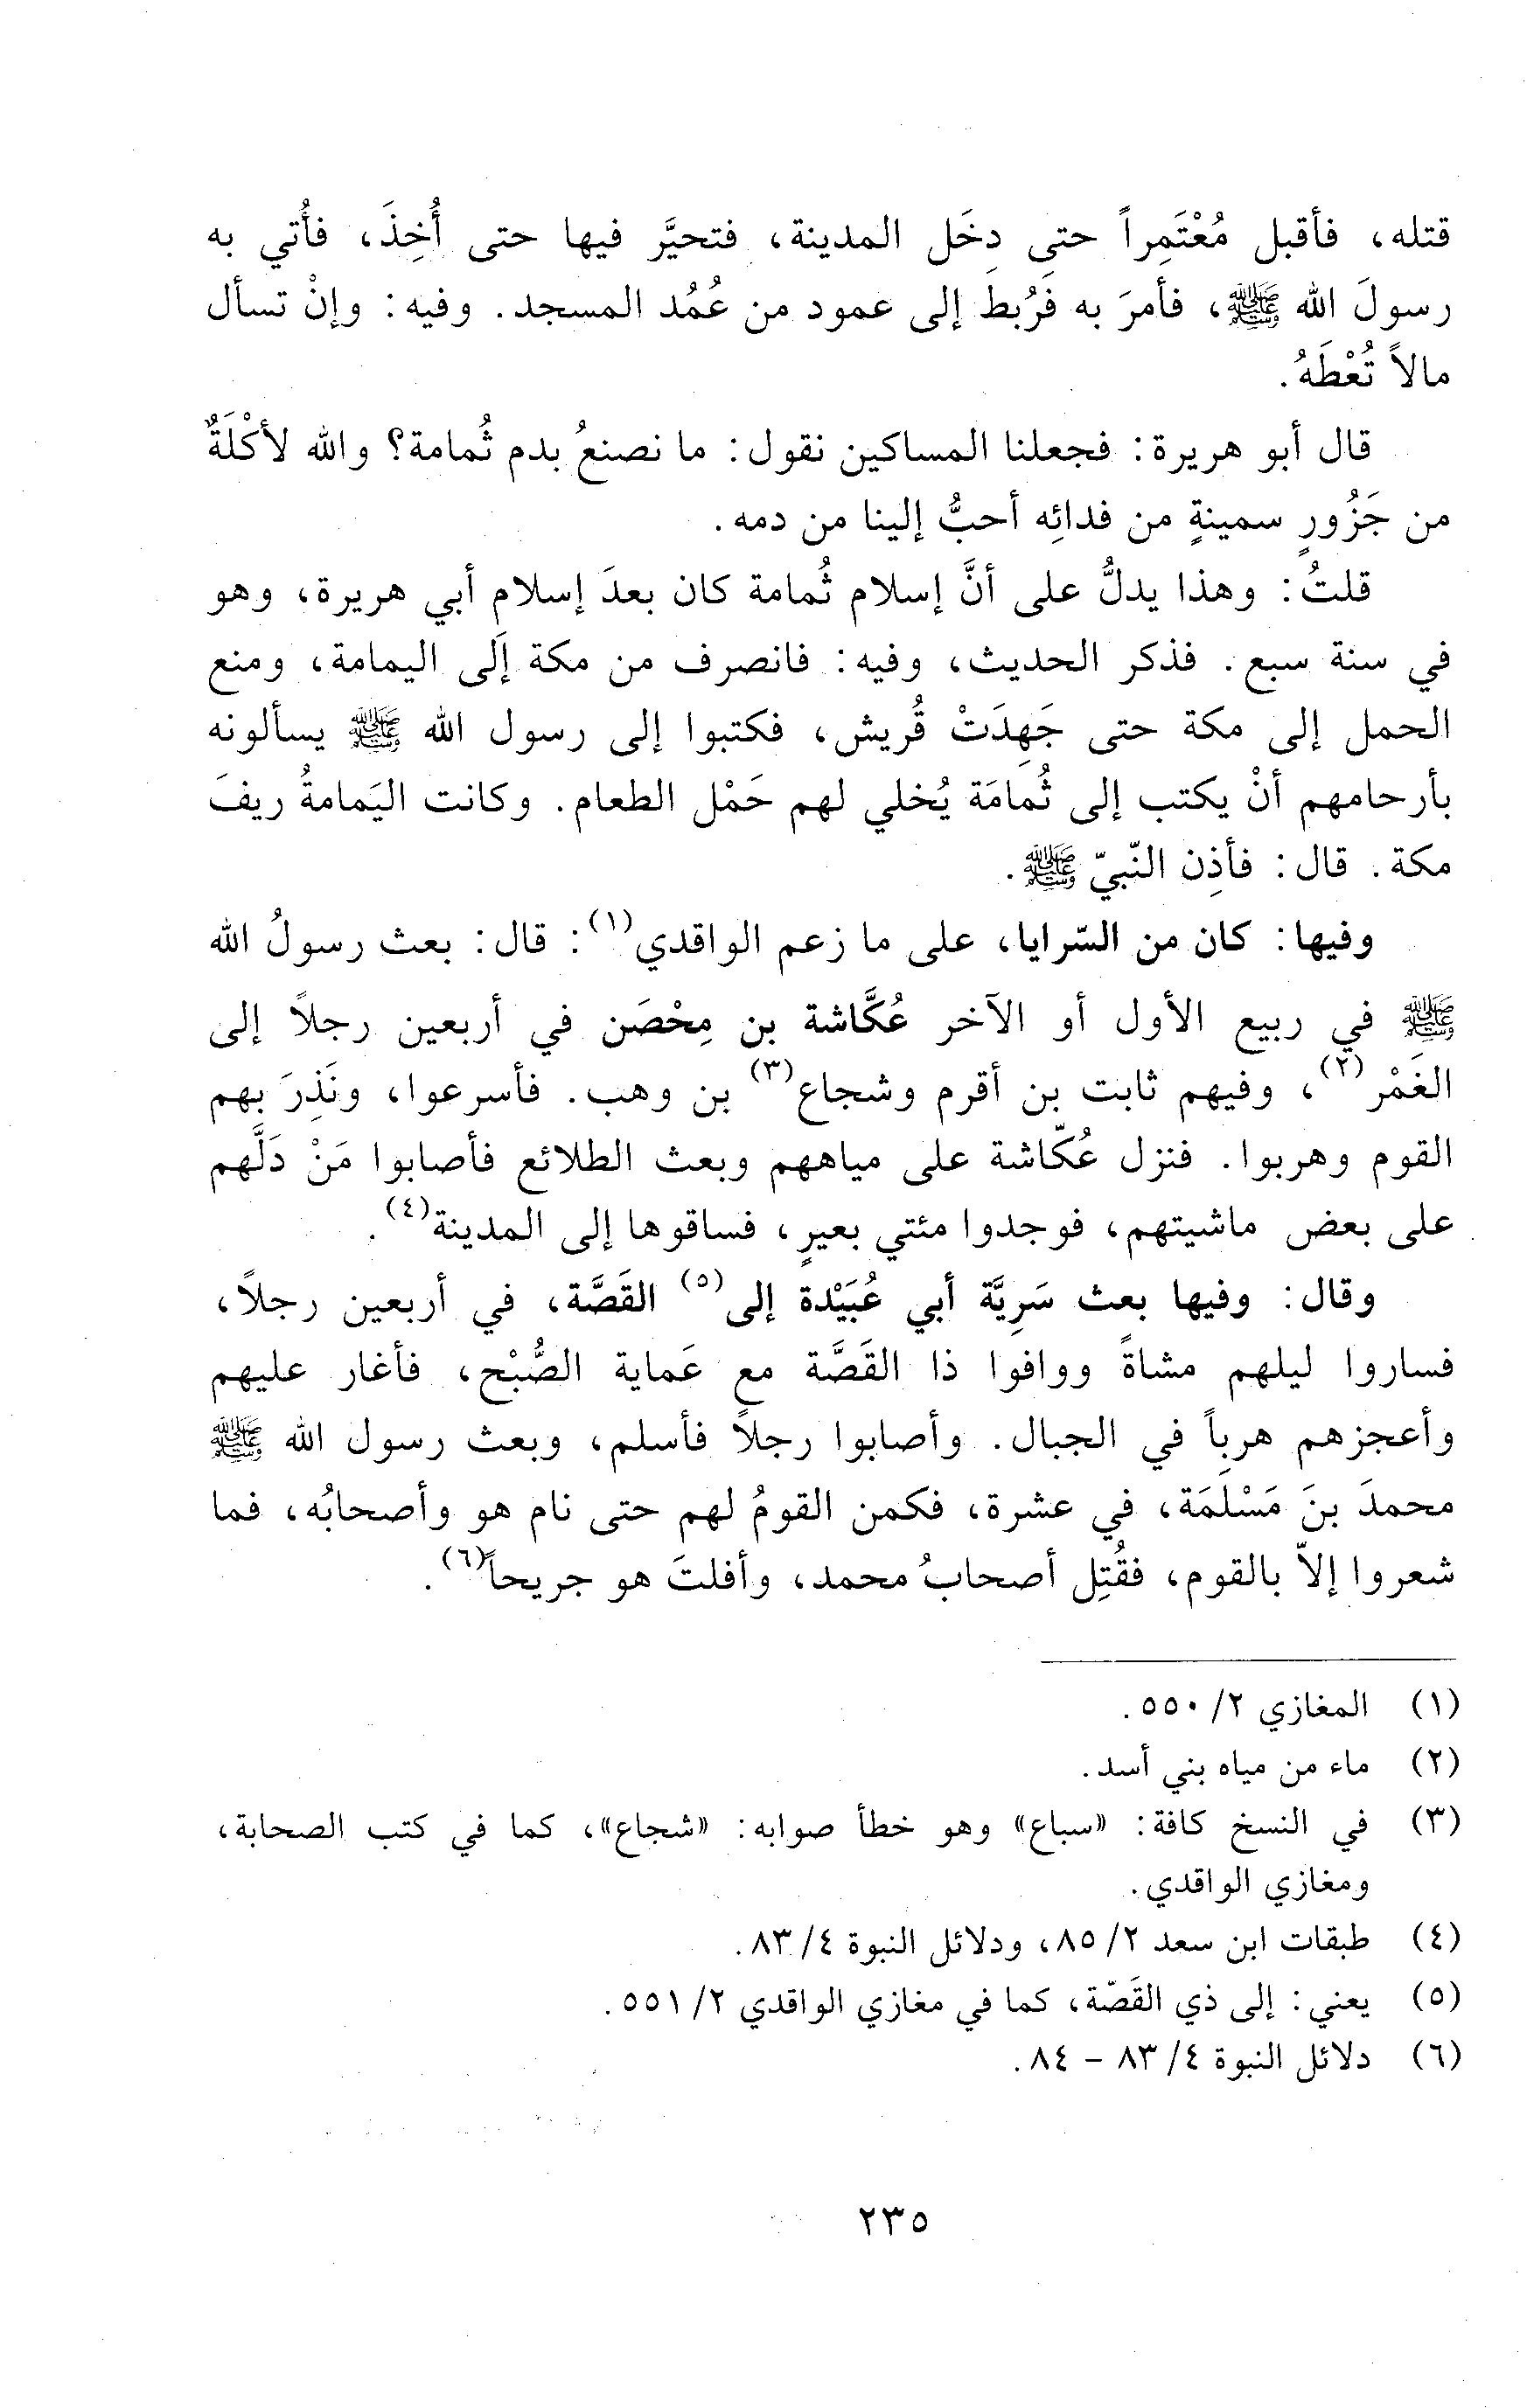 قتله، فأقبل مُعْتَمِراً حتى دخَل المدينة، فتحيَّر فيها حتى أُخِذَ، فأُتي به
رسولَ الله ﷺ، فأمرَ به فَرُبطَ إلى عمود من عُمُد المسجد. وفيه: وإنْ تسأل
مالاً تُعْطَهُ.
قال أبو هريرة: فجعلنا المساكين نقول: ما نصنعُ بدم ثُمامة؟ والله لأكْلَةٌ
من جَزُورٍ سمينةٍ من فدائِه أحبُّ إلينا من دمه.
قلتُ: وهذا يدلُّ على أنَّ إسلام ثُمامة كان بعدَ إسلام أبي هريرة، وهو
في سنة سبع. فذكر الحديث، وفيه: فانصرف من مكة إلَى اليمامة، ومنع
الحمل إلى مكة حتى جَهِدَتْ قُريش، فكتبوا إلى رسول الله ﷺ يسألونه
بأرحامهم أنْ يكتب إلى ثُمامَة يُخلي لهم حَمْل الطعام. وكانت اليَمامةُ ريفَ
مكة. قال: فأذِن النّبيّ ﷺ.
وفيها: كان من السّرايا، على ما زعم الواقدي(١): قال: بعث رسولُ الله
ﷺ في ربيع الأول أو الآخر عُكَّاشة بن مِحْصَن في أربعين رجلاً إلى
الغَمْر(٢)، وفيهم ثابت بن أقرم وشجاع(٣) بن وهب. فأسرعوا، ونَذِرَ بهم
القوم وهربوا. فنزل عُكّاشة على مياههم وبعث الطلائع فأصابوا مَنْ دَلَّهم
على بعض ماشيتهم، فوجدوا مئتي بعيرٍ، فساقوها إلى المدينة(٤).
وقال: وفيها بعث سَرِيَّة أبي عُبَيْدة إلى(٥) القَصَّة، في أربعين رجلاً،
فساروا ليلهم مشاةً ووافوا ذا القَصَّة مع عَماية الصُّبْح، فأغار عليهم
وأعجزهم هرباً في الجبال. وأصابوا رجلاً فأسلم، وبعث رسول الله ﷺ
محمدَ بنَ مَسْلَمَة، في عشرة، فكمن القومُ لهم حتى نام هو وأصحابُه، فما
شعروا إلاّ بالقوم، فقُتِل أصحابُ محمد، وأفلتَ هو جريحاً(٦).
(١) المغازي ٢/ ٥٥٠.
(٢) ماء من مياه بني أسد.
(٣) في النسخ كافة: «سباع» وهو خطأ صوابه: «شجاع»، كما في كتب الصحابة،
ومغازي الواقدي.
(٤) طبقات ابن سعد ٢/ ٨٥، ودلائل النبوة ٤/ ٨٣.
(٥) يعني: إلى ذي القَصّة، كما في مغازي الواقدي ٢/ ٥٥١.
(٦) دلائل النبوة ٤/ ٨٣ - ٨٤.
٢٣٥